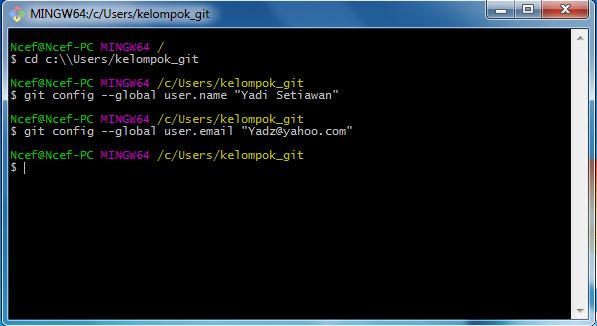 MINGW64:/c/Users/kelompok_git
Ncef@Ncef-PC MINGW64 /
$ cd c:\\Users/kelompok_git
Ncef@Ncef-PC MINGW64 /c/Users/kelompok_git
$ git config --global user.name "Yadi Setiawan"
Ncef@Ncef-PC MINGW64 /c/Users/kelompok_git
$ git config --global user.email "Yadz@yahoo.com"
Ncef@Ncef-PC MINGW64 /c/Users/kelompok_git
$